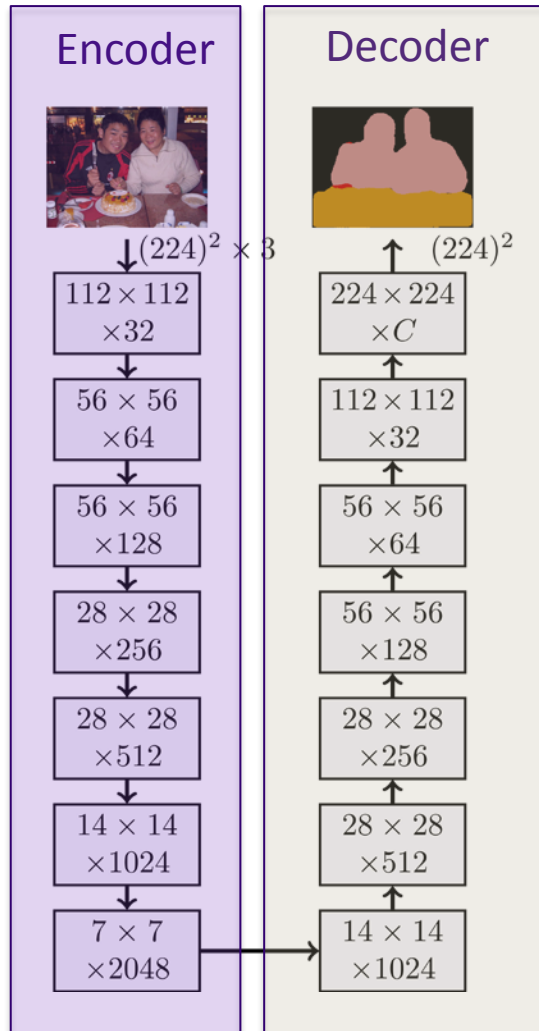 Encoder
(224)² × 3
112 × 112
×32
56 × 56
×64
56 × 56
×128
28 × 28
×256
28 × 28
×512
14 × 14
×1024
7 × 7
×2048
Decoder
(224)²
224 × 224
×C
112 × 112
×32
56 × 56
×64
56 × 56
×128
28 × 28
×256
28 × 28
×512
14 × 14
×1024